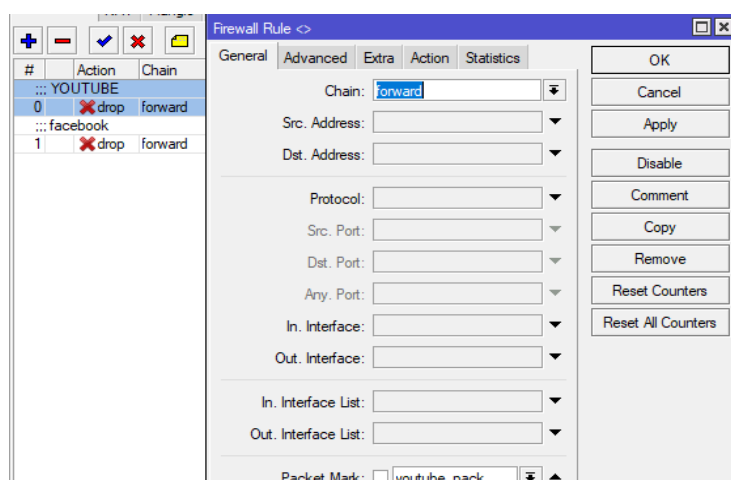 Firewall Rule <>
# Action Chain
::: YOUTUBE
0 drop forward
::: facebook
1 drop forward
General Advanced Extra Action Statistics
Chain: forward
Src. Address:
Dst. Address:
Protocol:
Src. Port:
Dst. Port:
Any. Port:
In. Interface:
Out. Interface:
In. Interface List:
Out. Interface List:
Packet Mark: youtube_pack
OK
Cancel
Apply
Disable
Comment
Copy
Remove
Reset Counters
Reset All Counters